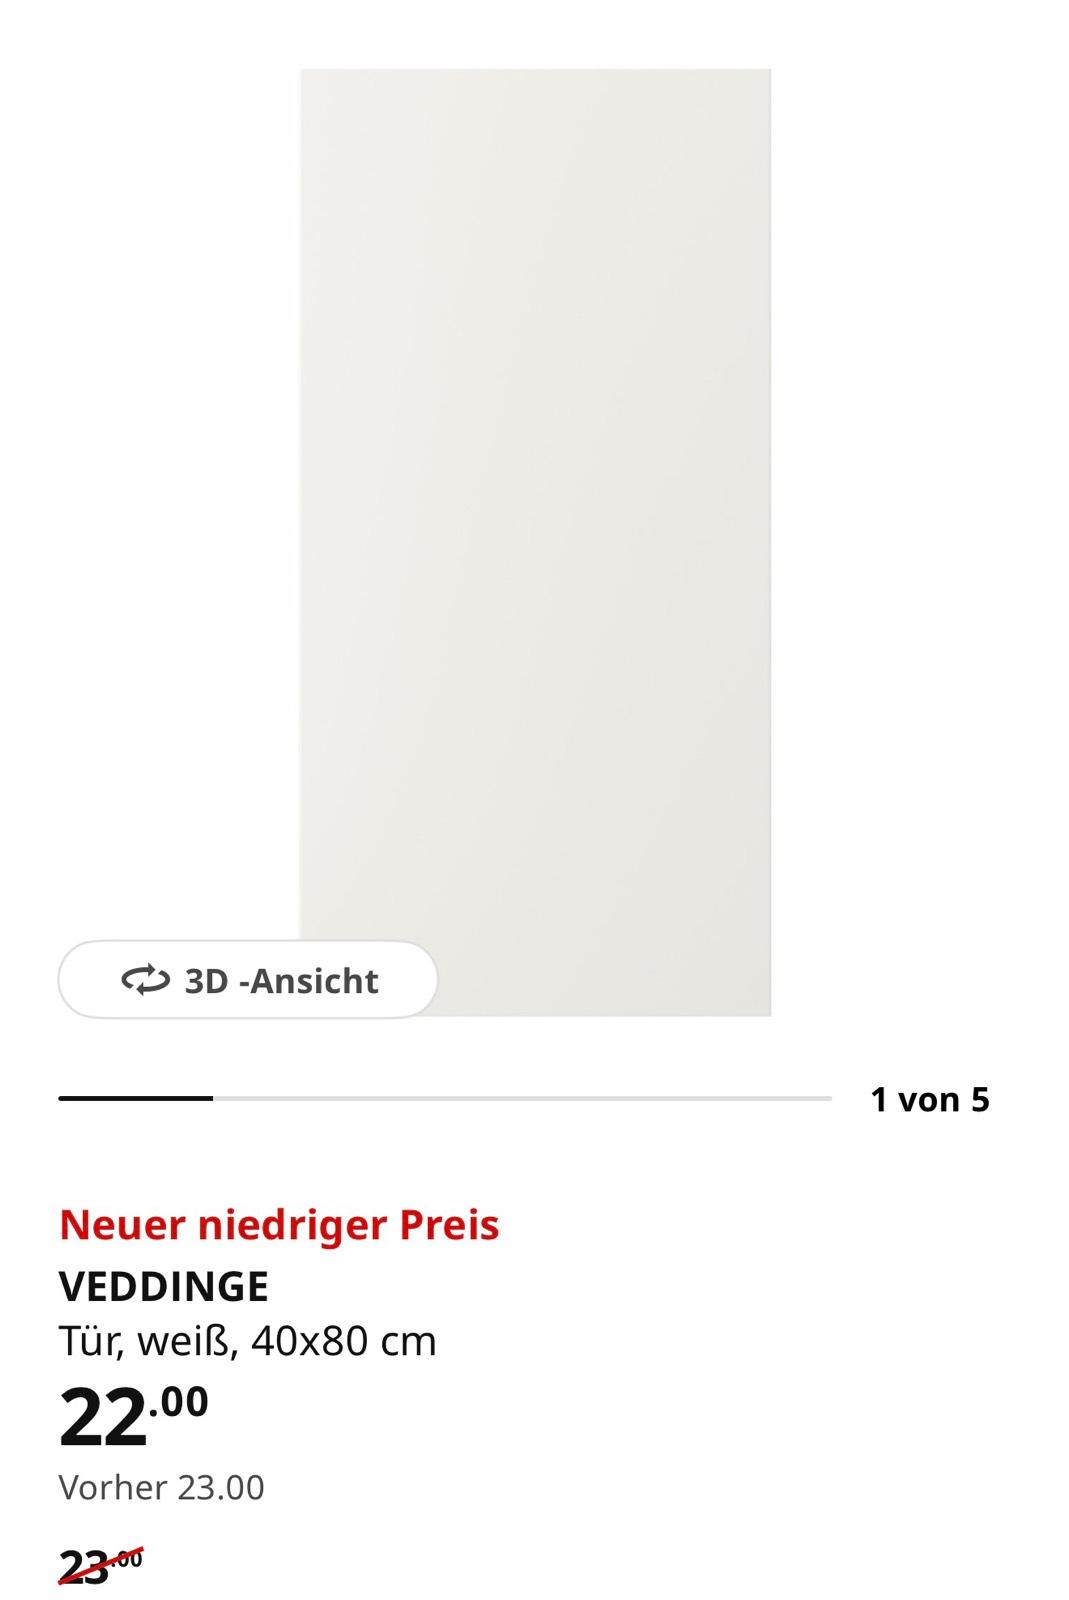 3D -Ansicht
1 von 5
Neuer niedriger Preis
VEDDINGE
Tür, weiß, 40x80 cm
22.00
Vorher 23.00
23.00